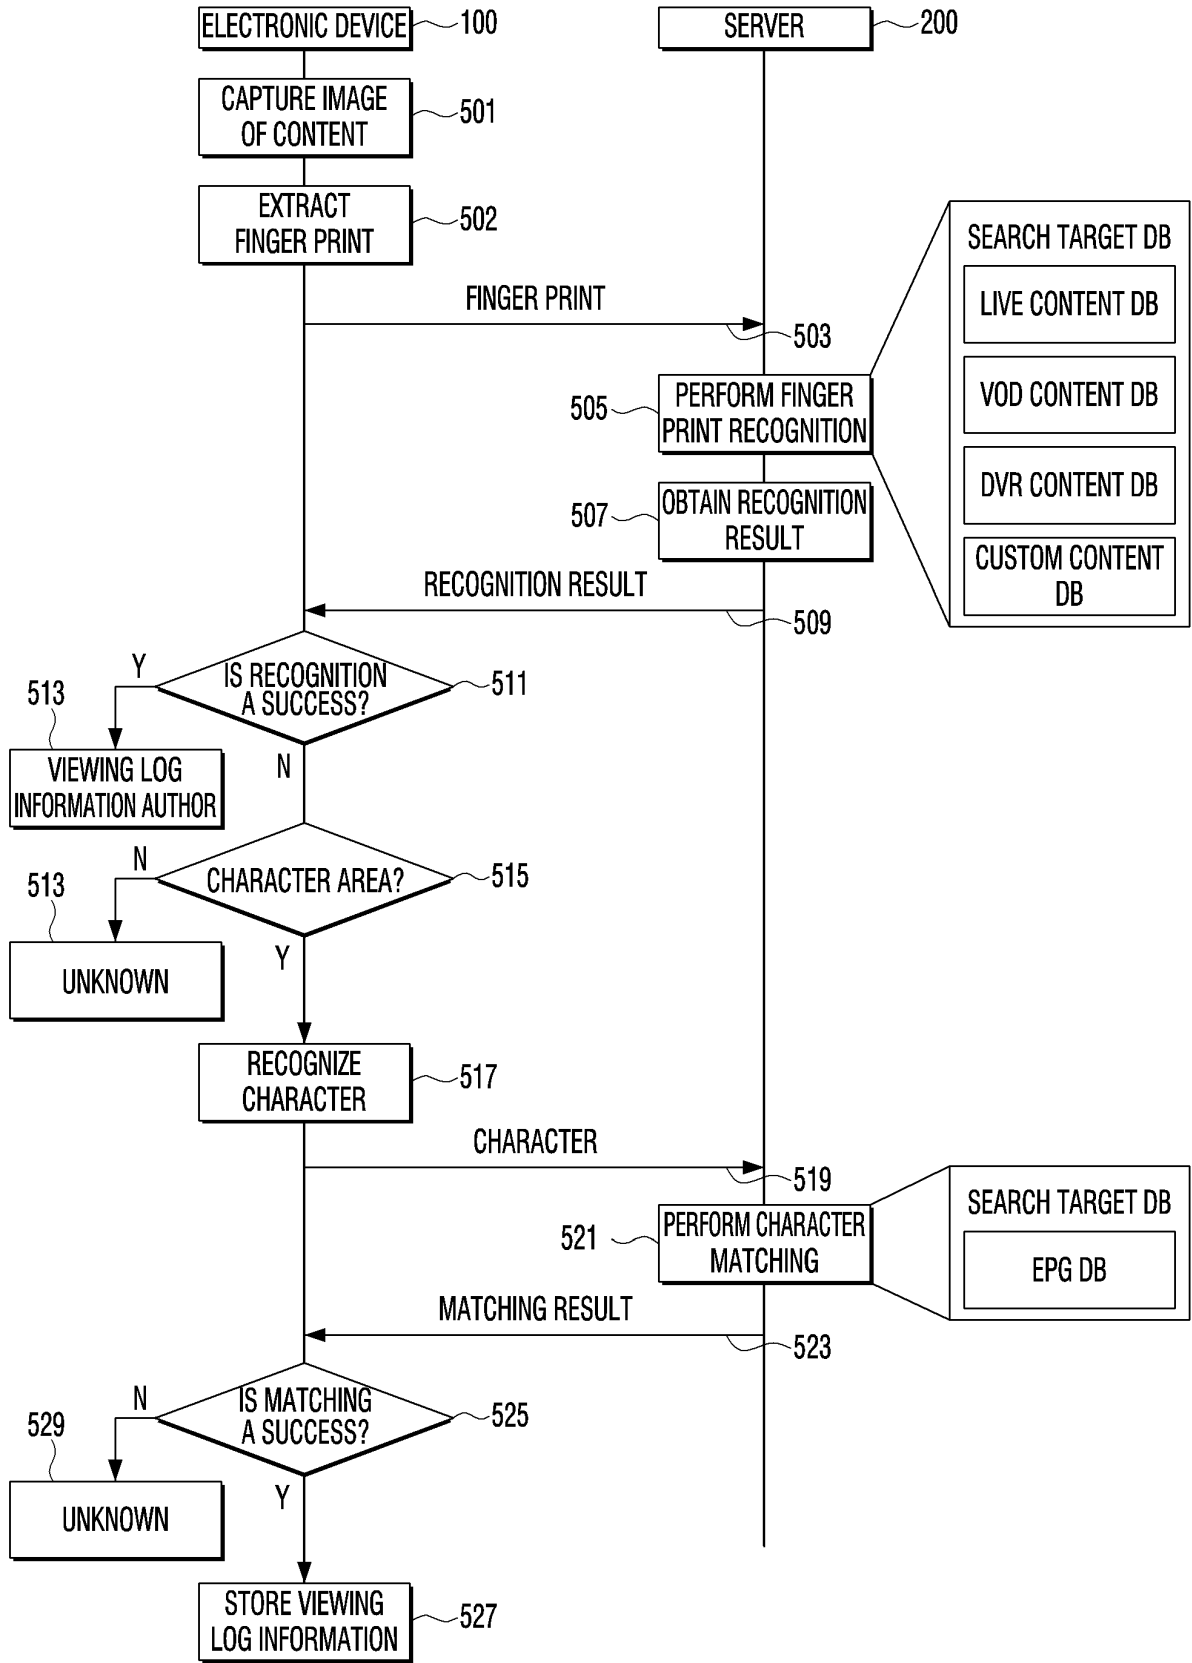 ELECTRONIC DEVICE
100
SERVER
200
CAPTURE IMAGE
OF CONTENT
501
EXTRACT
FINGER PRINT
502
FINGER PRINT
503
SEARCH TARGET DB
LIVE CONTENT DB
VOD CONTENT DB
DVR CONTENT DB
CUSTOM CONTENT
DB
505
PERFORM FINGER
PRINT RECOGNITION
507
OBTAIN RECOGNITION
RESULT
RECOGNITION RESULT
509
IS RECOGNITION
A SUCCESS?
511
Y
513
VIEWING LOG
INFORMATION AUTHOR
N
CHARACTER AREA?
515
N
513
UNKNOWN
Y
RECOGNIZE
CHARACTER
517
CHARACTER
519
521
PERFORM CHARACTER
MATCHING
SEARCH TARGET DB
EPG DB
MATCHING RESULT
523
IS MATCHING
A SUCCESS?
525
N
529
UNKNOWN
Y
STORE VIEWING
LOG INFORMATION
527